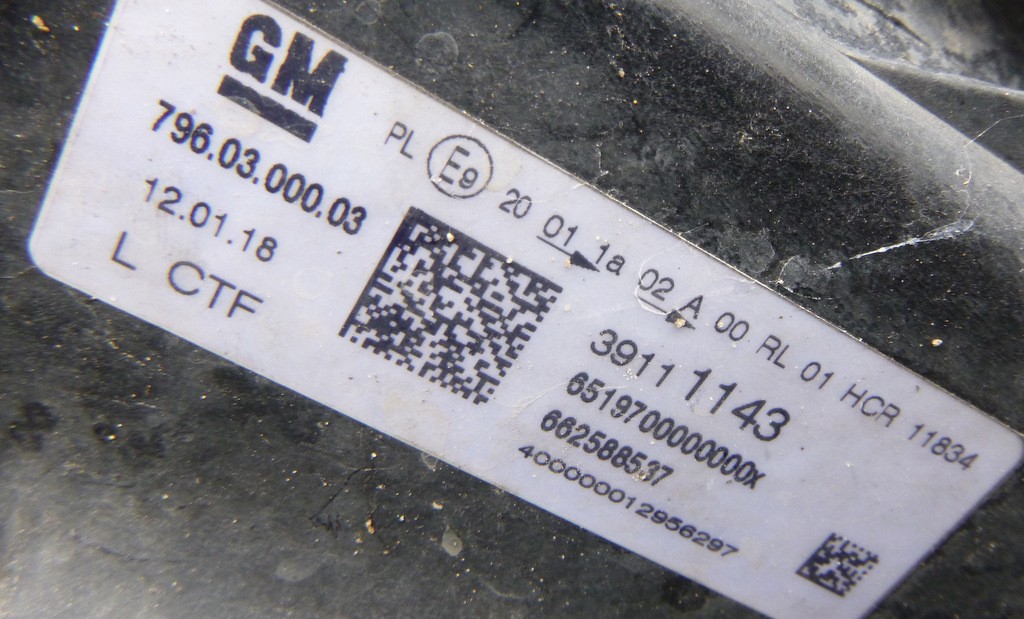 GM
PL E9 20 01 1a 02 A 00 RL 01 HCR 11834
796.03.000.03
12.01.18
L CTF
39111143
6519700000000X
662588537
400000012956297